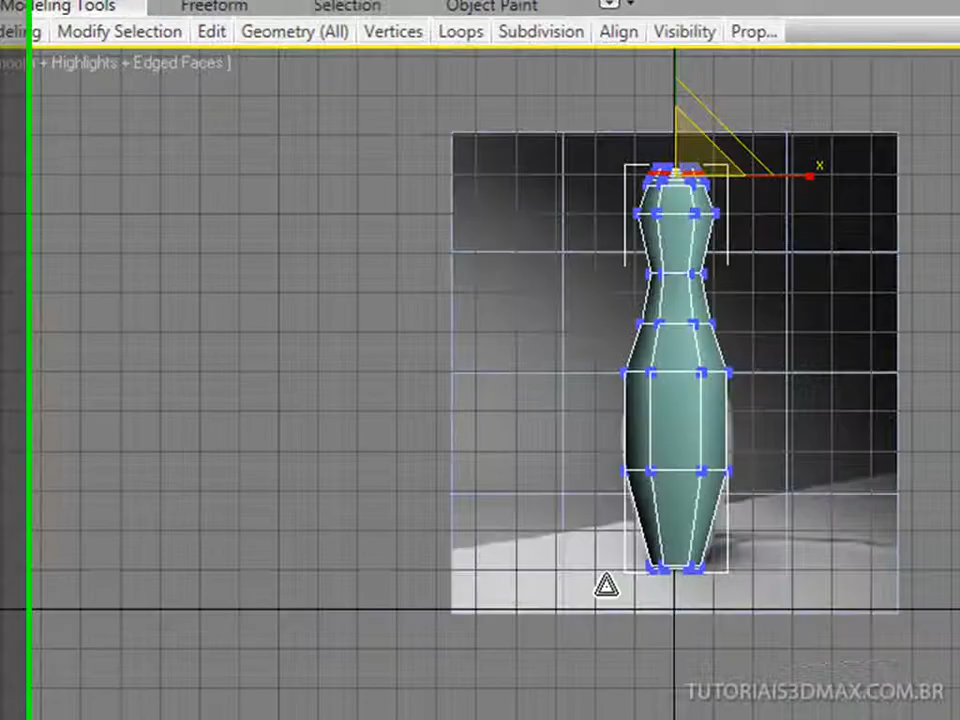 Modeling Tools Freeform Selection Object Paint
deling Modify Selection Edit Geometry (All) Vertices Loops Subdivision Align Visibility Prop...
+ Highlights + Edged Faces ]
x
TUTORIAIS3DMAX.COM.BR